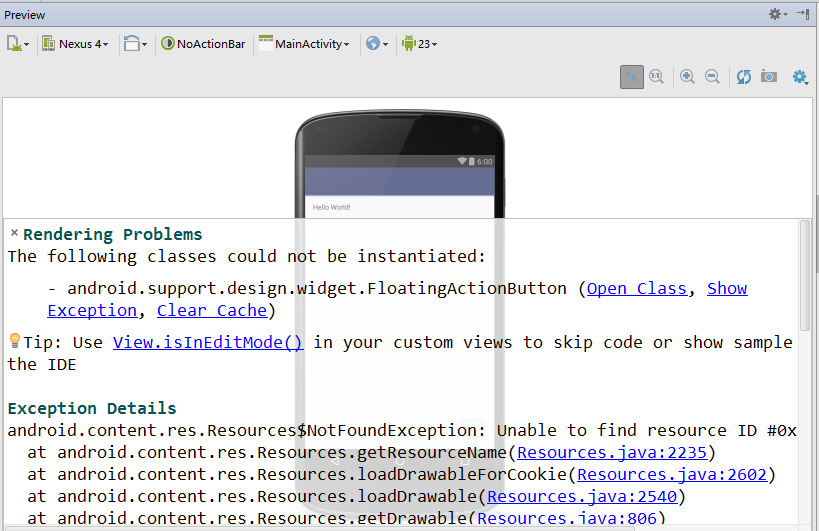 Preview
Nexus 4 NoActionBar MainActivity 23
1:1
6:00
Hello World!
Rendering Problems
The following classes could not be instantiated:
- android.support.design.widget.FloatingActionButton (Open Class, Show
Exception, Clear Cache)
Tip: Use View.isInEditMode() in your custom views to skip code or show sample
the IDE
Exception Details
android.content.res.Resources$NotFoundException: Unable to find resource ID #0x
at android.content.res.Resources.getResourceName(Resources.java:2235)
at android.content.res.Resources.loadDrawableForCookie(Resources.java:2602)
at android.content.res.Resources.loadDrawable(Resources.java:2540)
at android.content.res.Resources.getDrawable(Resources.java:806)